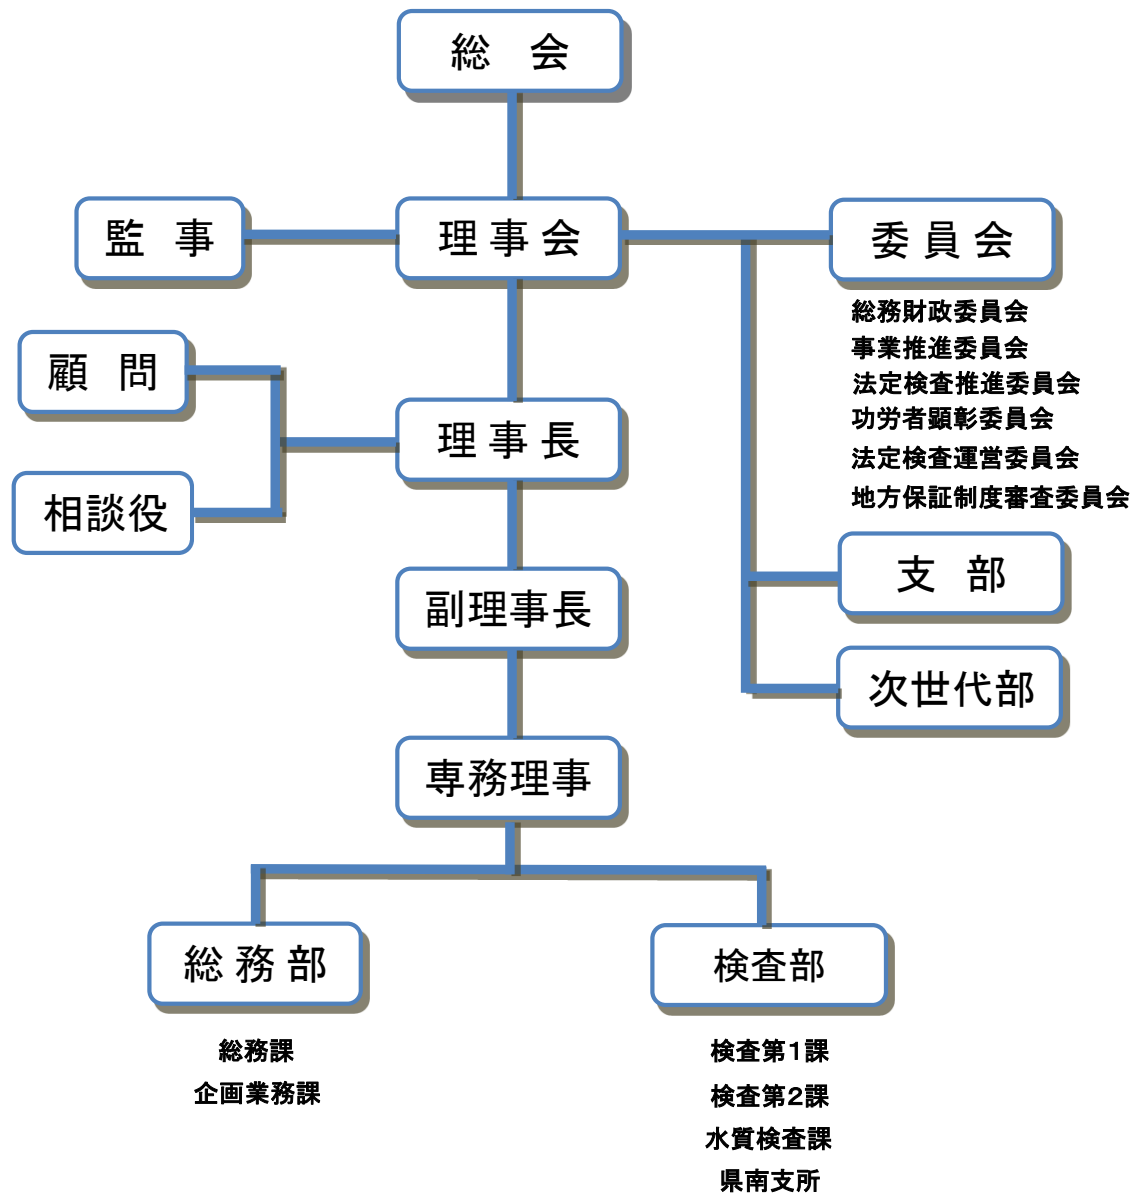 総　会
監　事
理 事 会
委 員 会
総務財政委員会
事業推進委員会
法定検査推進委員会
功労者顕彰委員会
法定検査運営委員会
地方保証制度審査委員会
顧　問
理 事 長
相談役
支　部
副理事長
次世代部
専務理事
総 務 部
総務課
企画業務課
検査部
検査第１課
検査第２課
水質検査課
県南支所